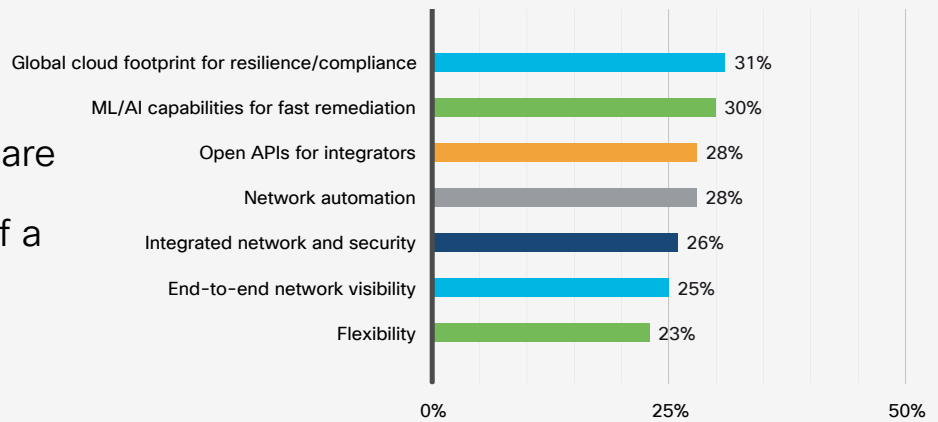 Global cloud footprint for resilience/compliance 31%
ML/AI capabilities for fast remediation 30%
are
Open APIs for integrators 28%
Network automation 28%
f a
Integrated network and security 26%
End-to-end network visibility 25%
Flexibility 23%
0% 25% 50%